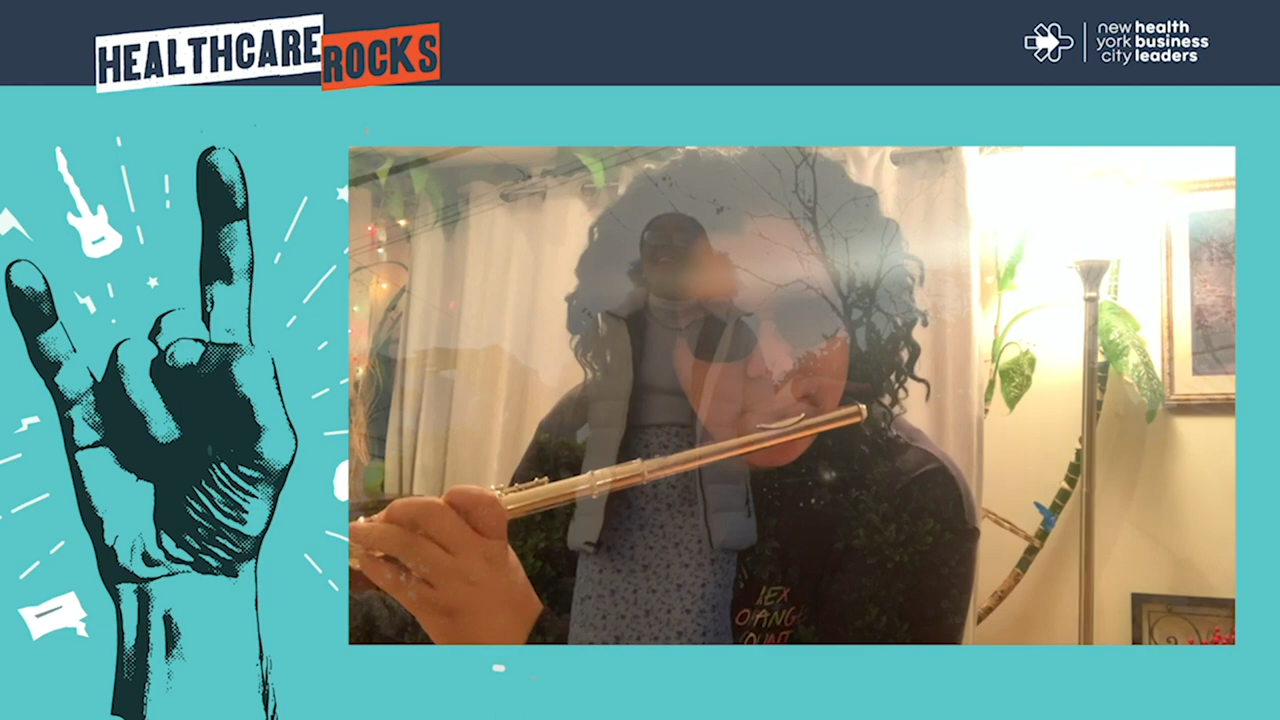 HEALTHCARE ROCKS
new health
york business
city leaders